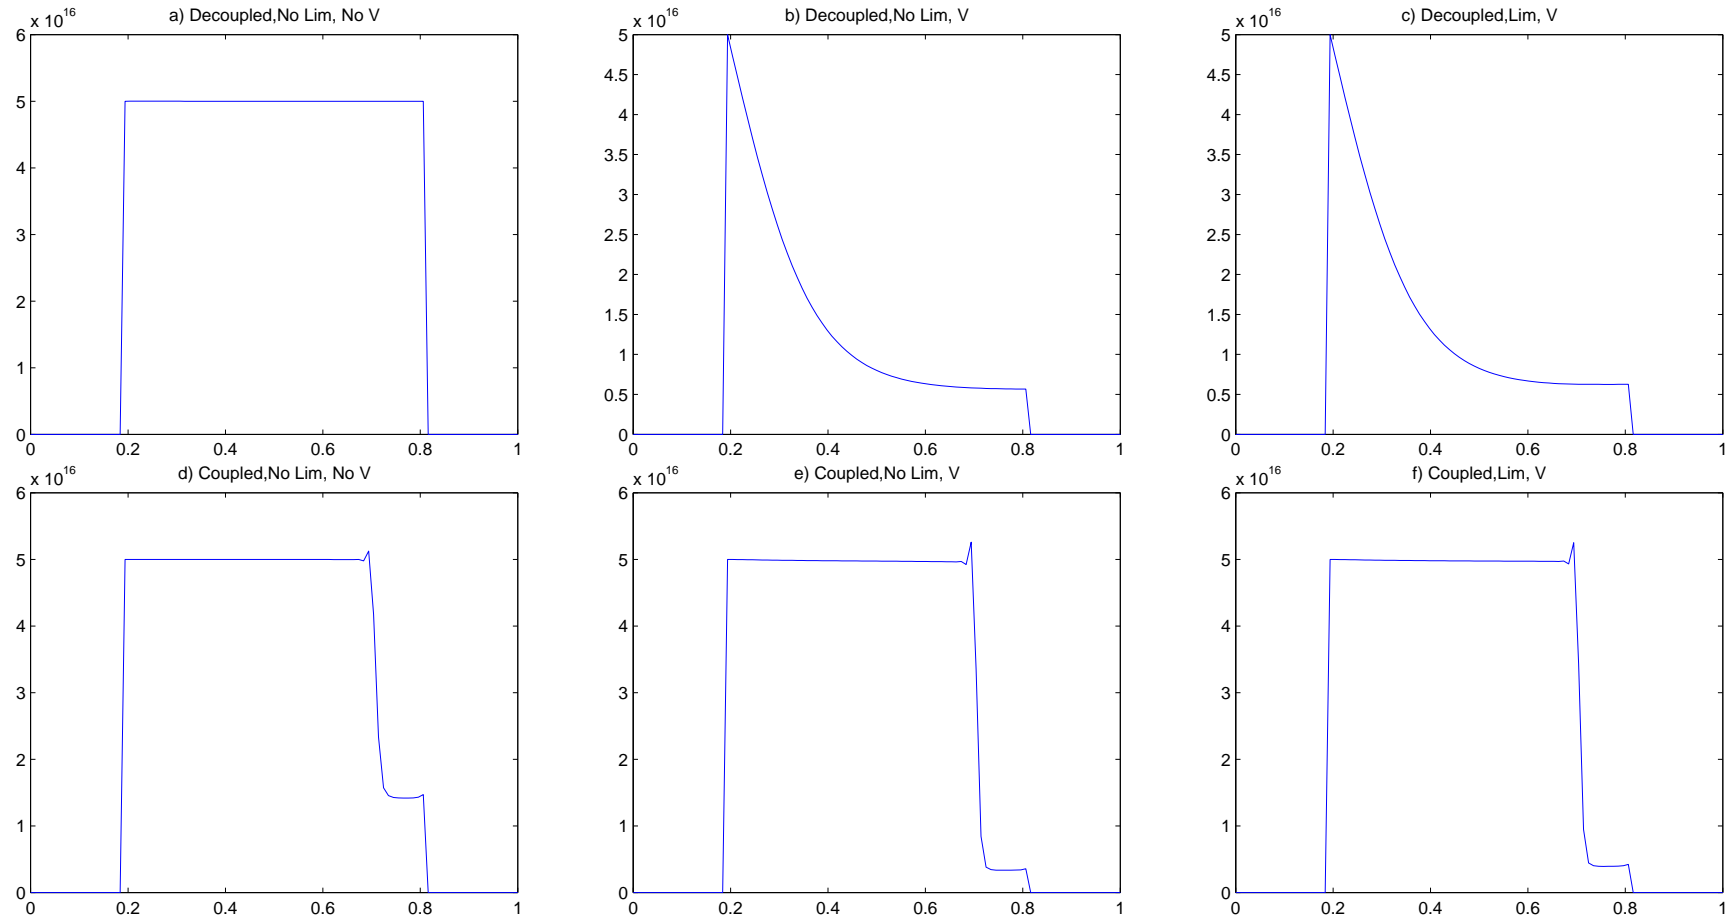 a) Decoupled,No Lim, No V
x 10^16
6
5
4
3
2
1
0
0 0.2 0.4 0.6 0.8 1
b) Decoupled,No Lim, V
x 10^16
5
4.5
4
3.5
3
2.5
2
1.5
1
0.5
0
0 0.2 0.4 0.6 0.8 1
c) Decoupled,Lim, V
x 10^16
5
4.5
4
3.5
3
2.5
2
1.5
1
0.5
0
0 0.2 0.4 0.6 0.8 1
d) Coupled,No Lim, No V
x 10^16
6
5
4
3
2
1
0
0 0.2 0.4 0.6 0.8 1
e) Coupled,No Lim, V
x 10^16
6
5
4
3
2
1
0
0 0.2 0.4 0.6 0.8 1
f) Coupled,Lim, V
x 10^16
6
5
4
3
2
1
0
0 0.2 0.4 0.6 0.8 1